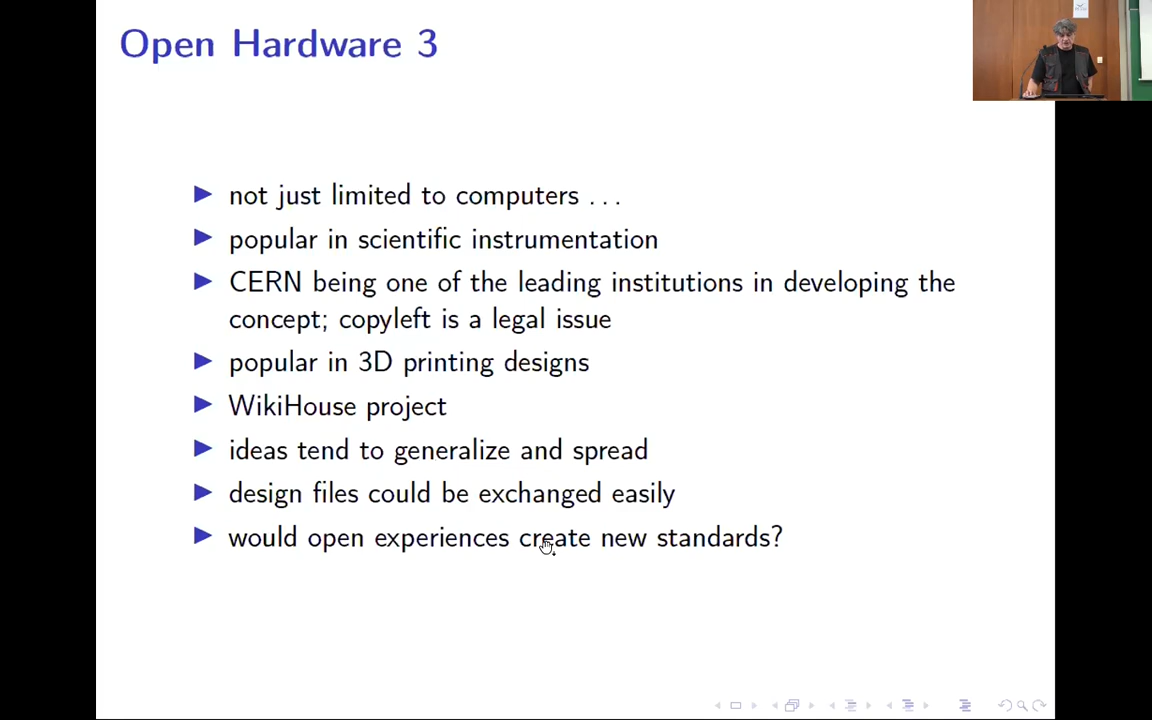 Open Hardware 3
not just limited to computers . . .
popular in scientific instrumentation
CERN being one of the leading institutions in developing the
concept; copyleft is a legal issue
popular in 3D printing designs
WikiHouse project
ideas tend to generalize and spread
design files could be exchanged easily
would open experiences create new standards?